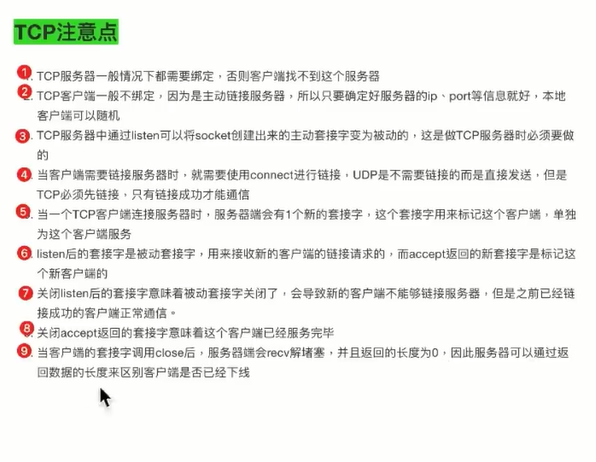 TCP注意点
1. TCP服务器一般情况下都需要绑定，否则客户端找不到这个服务器
2. TCP客户端一般不绑定，因为是主动链接服务器，所以只要确定好服务器的ip、port等信息就好，本地
客户端可以随机
3. TCP服务器中通过listen可以将socket创建出来的主动套接字变为被动的，这是做TCP服务器时必须要做
的
4. 当客户端需要链接服务器时，就需要使用connect进行链接，UDP是不需要链接的而是直接发送，但是
TCP必须先链接，只有链接成功才能通信
5. 当一个TCP客户端连接服务器时，服务器端会有1个新的套接字，这个套接字用来标记这个客户端，单独
为这个客户端服务
6. listen后的套接字是被动套接字，用来接收新的客户端的链接请求的，而accept返回的新套接字是标记这
个新客户端的
7. 关闭listen后的套接字意味着被动套接字关闭了，会导致新的客户端不能够链接服务器，但是之前已经链
接成功的客户端正常通信。
8. 关闭accept返回的套接字意味着这个客户端已经服务完毕
9. 当客户端的套接字调用close后，服务器端会recv解堵塞，并且返回的长度为0，因此服务器可以通过返
回数据的长度来区别客户端是否已经下线